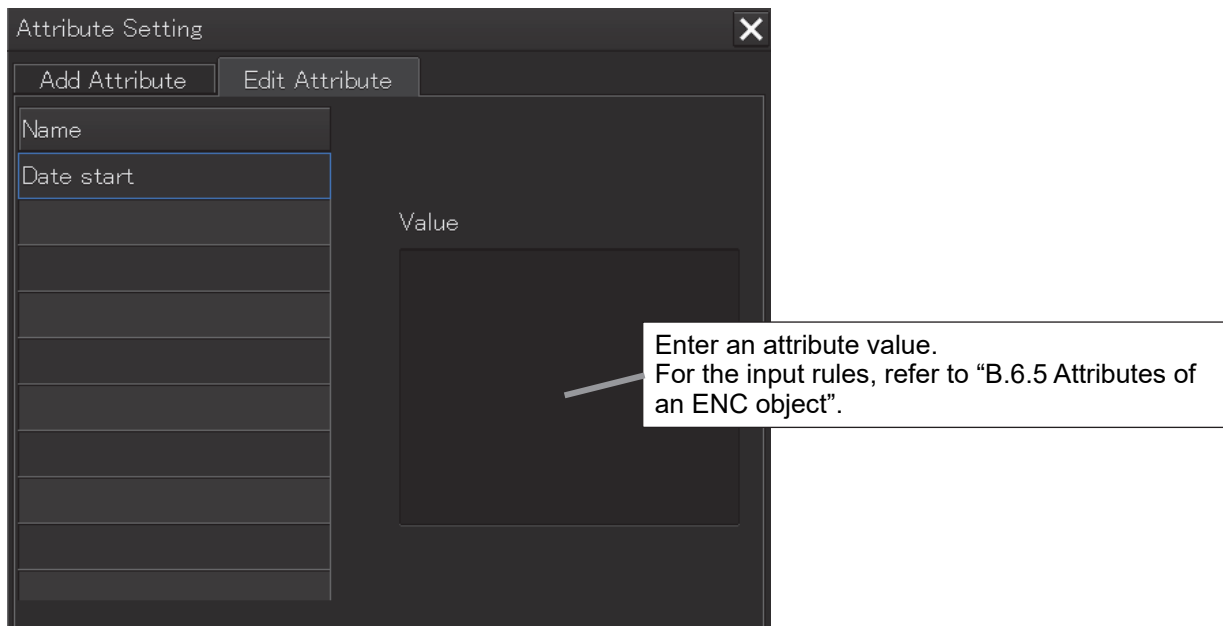 Attribute Setting
Add Attribute
Edit Attribute
Name
Date start
Value
Enter an attribute value.
For the input rules, refer to “B.6.5 Attributes of
an ENC object”.